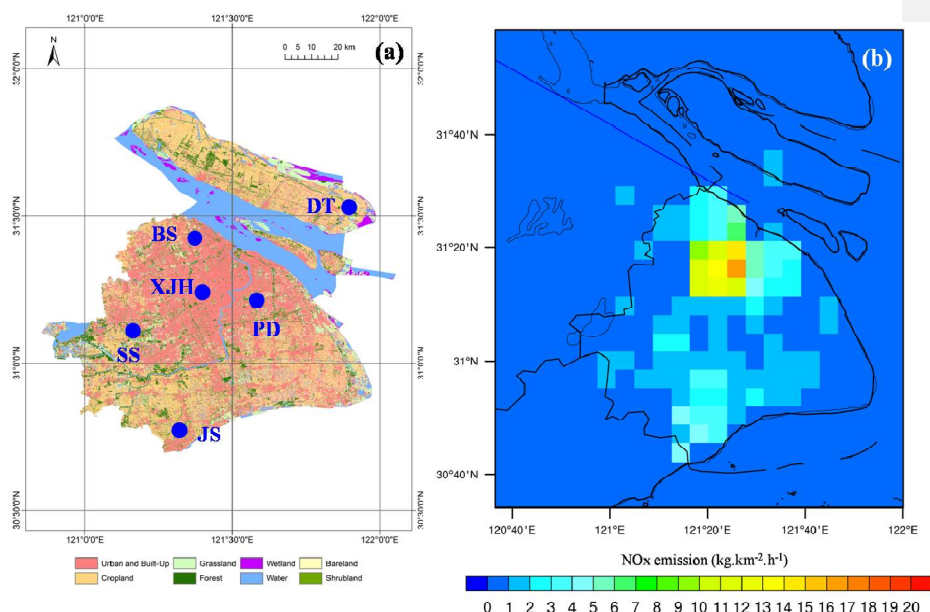 121°0'0"E
121°30'0"E
122°0'0"E
N
0 5 10 20 km
(a)
32°0'0"N
32°0'0"N
DT
31°30'0"N
31°30'0"N
BS
XJH
PD
SS
31°0'0"N
31°0'0"N
JS
30°30'0"N
30°30'0"N
121°0'0"E
121°30'0"E
122°0'0"E
Urban and Built-Up Grassland Wetland Bareland
Cropland Forest Water Shrubland
(b)
31°40'N
31°20'N
31°N
30°40'N
120°40'E 121°E 121°20'E 121°40'E 122°E
NOx emission (kg.km-2.h-1)
0 1 2 3 4 5 6 7 8 9 10 11 12 13 14 15 16 18 19 20